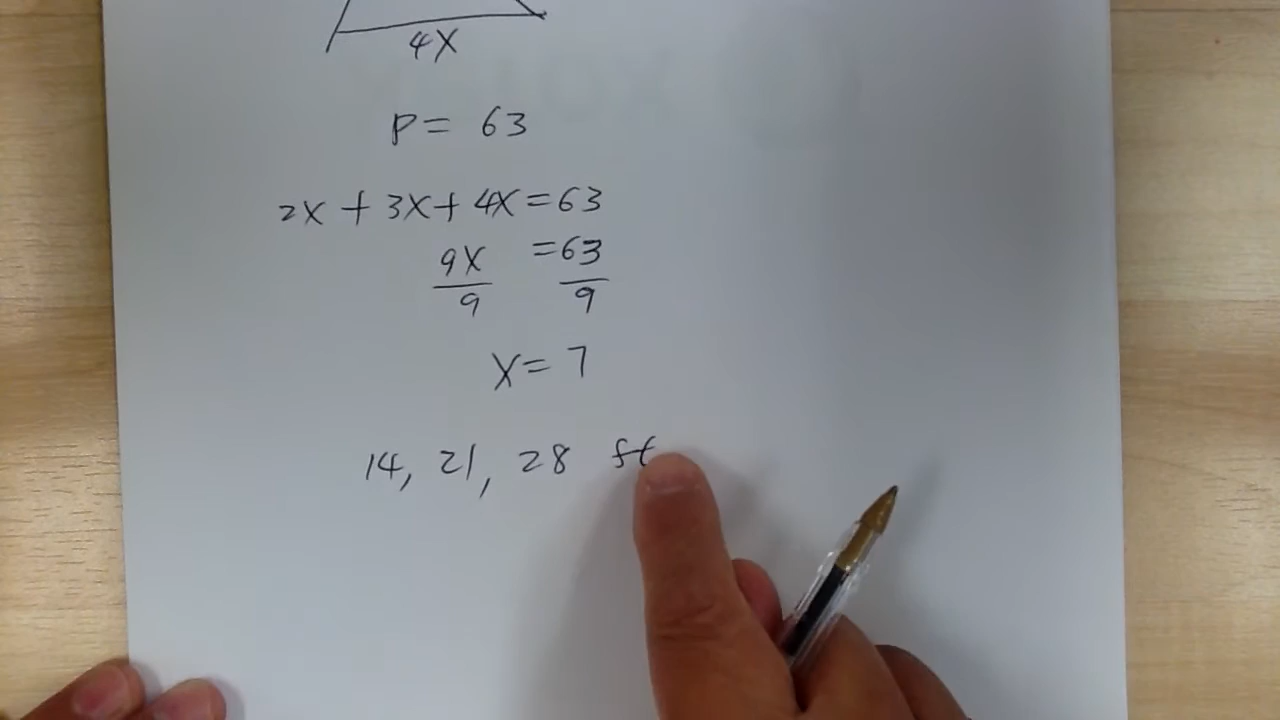 4X
P = 63
2X + 3X + 4X = 63
9X = 63
9 9
X = 7
14, 21, 28 ft